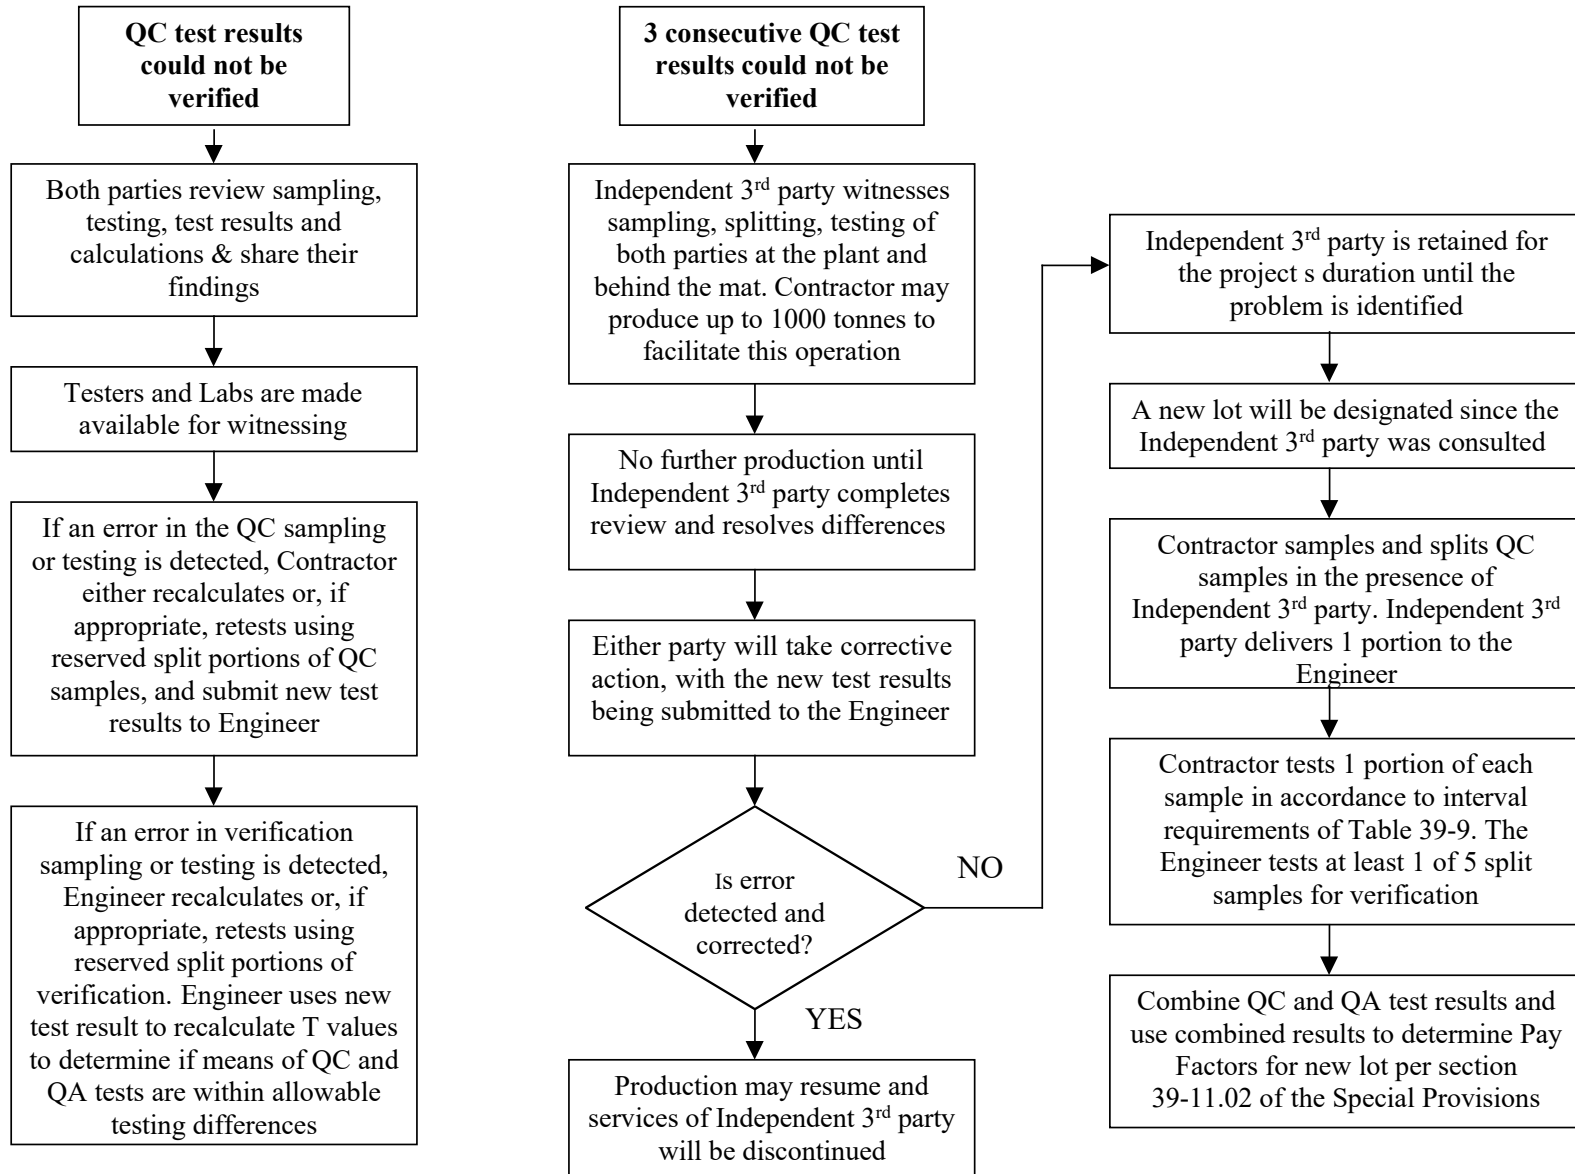 QC test results
could not be
verified
Both parties review sampling,
testing, test results and
calculations & share their
findings
Testers and Labs are made
available for witnessing
If an error in the QC sampling
or testing is detected, Contractor
either recalculates or, if
appropriate, retests using
reserved split portions of QC
samples, and submit new test
results to Engineer
If an error in verification
sampling or testing is detected,
Engineer recalculates or, if
appropriate, retests using
reserved split portions of
verification. Engineer uses new
test result to recalculate T values
to determine if means of QC and
QA tests are within allowable
testing differences
3 consecutive QC test
results could not be
verified
Independent 3rd party witnesses
sampling, splitting, testing of
both parties at the plant and
behind the mat. Contractor may
produce up to 1000 tonnes to
facilitate this operation
No further production until
Independent 3rd party completes
review and resolves differences
Either party will take corrective
action, with the new test results
being submitted to the Engineer
Is error
detected and
corrected?
NO
YES
Production may resume and
services of Independent 3rd party
will be discontinued
Independent 3rd party is retained for
the project s duration until the
problem is identified
A new lot will be designated since the
Independent 3rd party was consulted
Contractor samples and splits QC
samples in the presence of
Independent 3rd party. Independent 3rd
party delivers 1 portion to the
Engineer
Contractor tests 1 portion of each
sample in accordance to interval
requirements of Table 39-9. The
Engineer tests at least 1 of 5 split
samples for verification
Combine QC and QA test results and
use combined results to determine Pay
Factors for new lot per section
39-11.02 of the Special Provisions